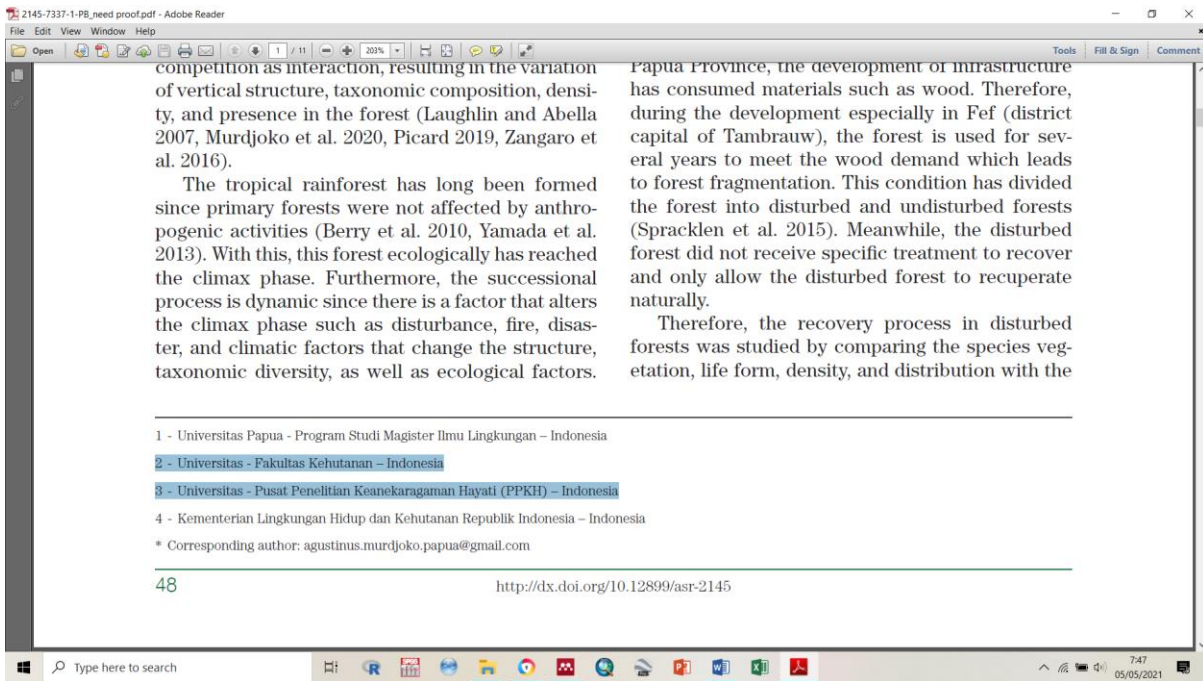 2145-7337-1-PB_need proof.pdf - Adobe Reader
File Edit View Window Help
Open 1 / 11 203% Tools Fill & Sign Comment
competition as interaction, resulting in the variation
of vertical structure, taxonomic composition, densi-
ty, and presence in the forest (Laughlin and Abella
2007, Murdjoko et al. 2020, Picard 2019, Zangaro et
al. 2016).
The tropical rainforest has long been formed
since primary forests were not affected by anthro-
pogenic activities (Berry et al. 2010, Yamada et al.
2013). With this, this forest ecologically has reached
the climax phase. Furthermore, the successional
process is dynamic since there is a factor that alters
the climax phase such as disturbance, fire, disas-
ter, and climatic factors that change the structure,
taxonomic diversity, as well as ecological factors.
Papua Province, the development of infrastructure
has consumed materials such as wood. Therefore,
during the development especially in Fef (district
capital of Tambrauw), the forest is used for sev-
eral years to meet the wood demand which leads
to forest fragmentation. This condition has divided
the forest into disturbed and undisturbed forests
(Spracklen et al. 2015). Meanwhile, the disturbed
forest did not receive specific treatment to recover
and only allow the disturbed forest to recuperate
naturally.
Therefore, the recovery process in disturbed
forests was studied by comparing the species veg-
etation, life form, density, and distribution with the
1 - Universitas Papua - Program Studi Magister Ilmu Lingkungan – Indonesia
2 - Universitas - Fakultas Kehutanan – Indonesia
3 - Universitas - Pusat Penelitian Keanekaragaman Hayati (PPKH) – Indonesia
4 - Kementerian Lingkungan Hidup dan Kehutanan Republik Indonesia – Indonesia
* Corresponding author: agustinus.murdjoko.papua@gmail.com
48 http://dx.doi.org/10.12899/asr-2145
Type here to search
7:47
05/05/2021